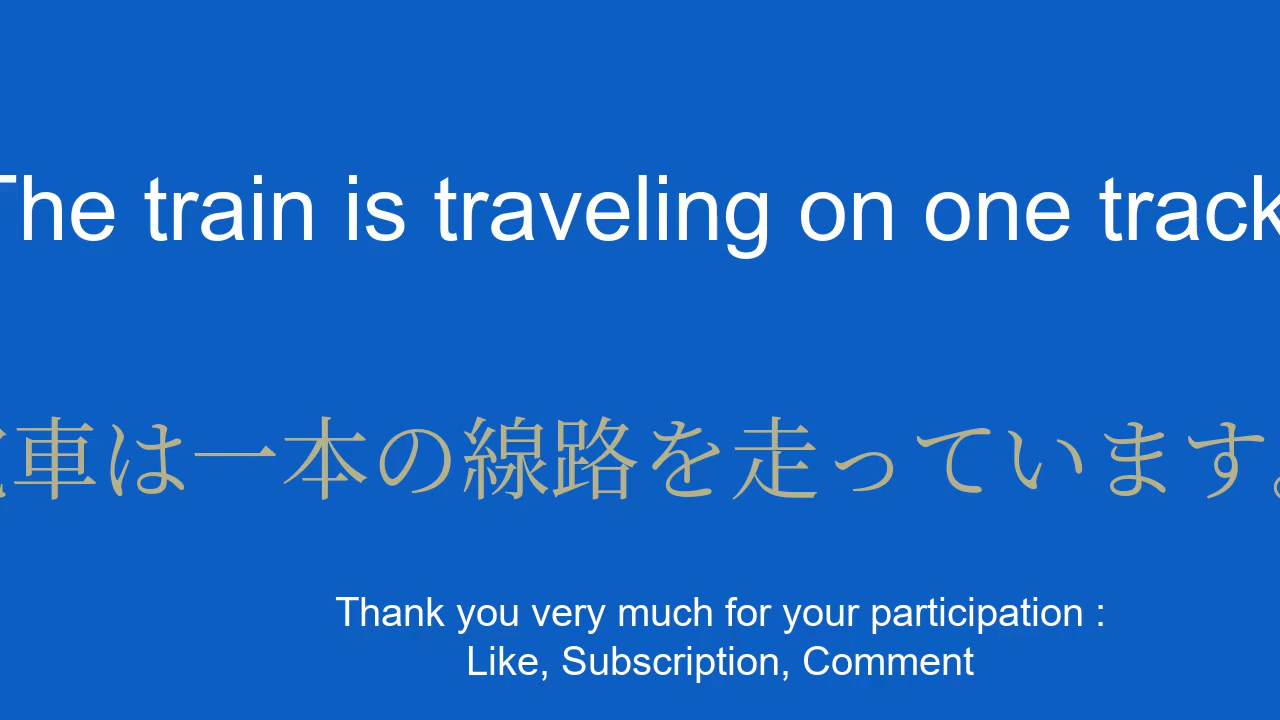 The train is traveling on one track
車は一本の線路を走っています。
Thank you very much for your participation :
Like, Subscription, Comment